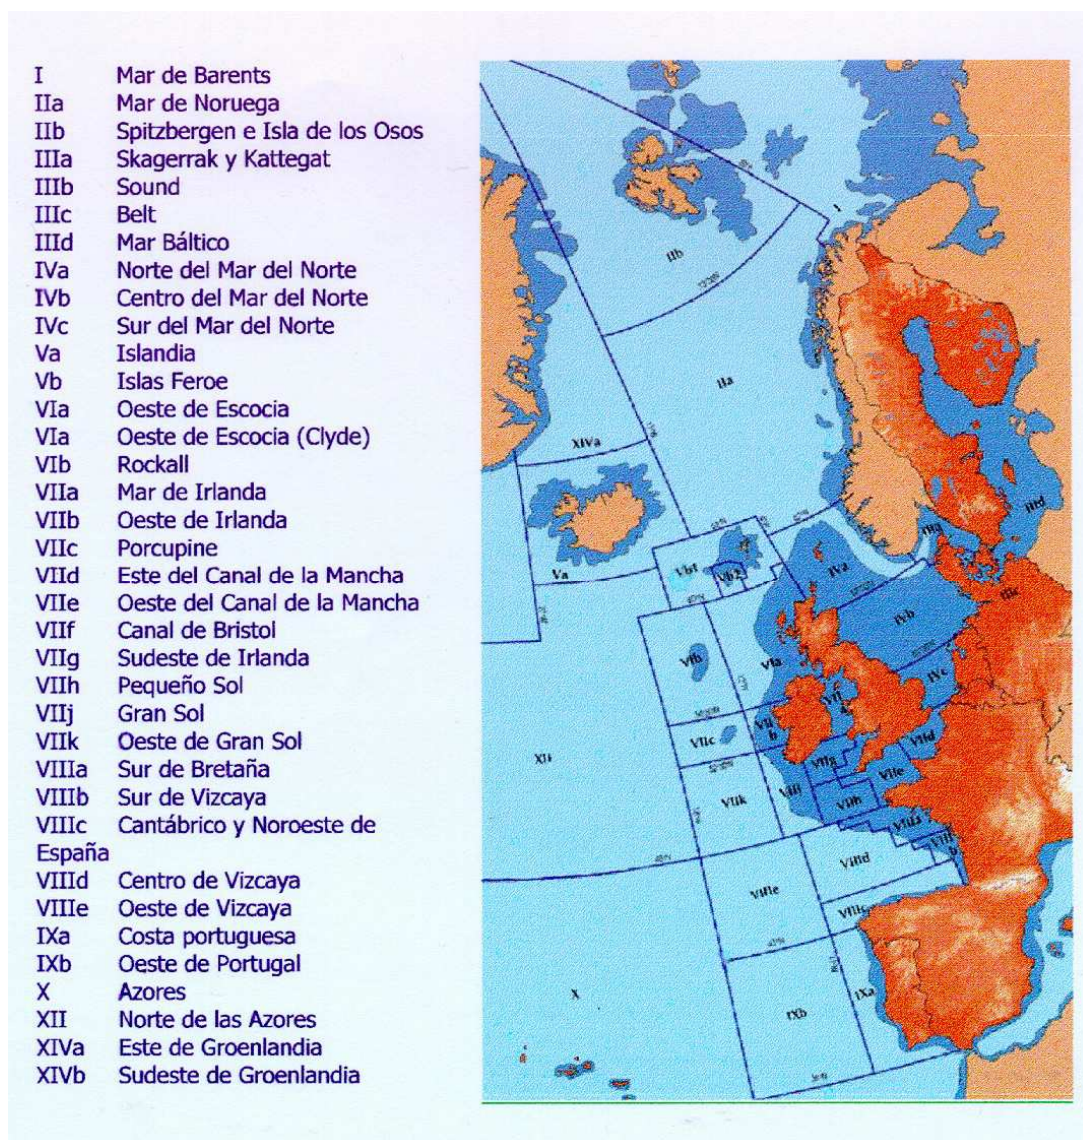 I Mar de Barents
IIa Mar de Noruega
IIb Spitzbergen e Isla de los Osos
IIIa Skagerrak y Kattegat
IIIb Sound
IIIc Belt
IIId Mar Báltico
IVa Norte del Mar del Norte
IVb Centro del Mar del Norte
IVc Sur del Mar del Norte
Va Islandia
Vb Islas Feroe
VIa Oeste de Escocia
VIa Oeste de Escocia (Clyde)
VIb Rockall
VIIa Mar de Irlanda
VIIb Oeste de Irlanda
VIIc Porcupine
VIId Este del Canal de la Mancha
VIIe Oeste del Canal de la Mancha
VIIf Canal de Bristol
VIIg Sudeste de Irlanda
VIIh Pequeño Sol
VIIj Gran Sol
VIIk Oeste de Gran Sol
VIIIa Sur de Bretaña
VIIIb Sur de Vizcaya
VIIIc Cantábrico y Noroeste de
España
VIIId Centro de Vizcaya
VIIIe Oeste de Vizcaya
IXa Costa portuguesa
IXb Oeste de Portugal
X Azores
XII Norte de las Azores
XIVa Este de Groenlandia
XIVb Sudeste de Groenlandia
I
IIb
IIa
XIVa
Va
Vb1
Vb2
IVa
IIIa
IIId
IIIc
IVb
IVc
VIb
VIa
VIIc
VII
b
VIId
VIIg
VIIe
XII
VIIk
VIIj
VIIh
VIIIa
VIII
b
VIIId
VIIIe
VIIIc
X
IXb
IXa